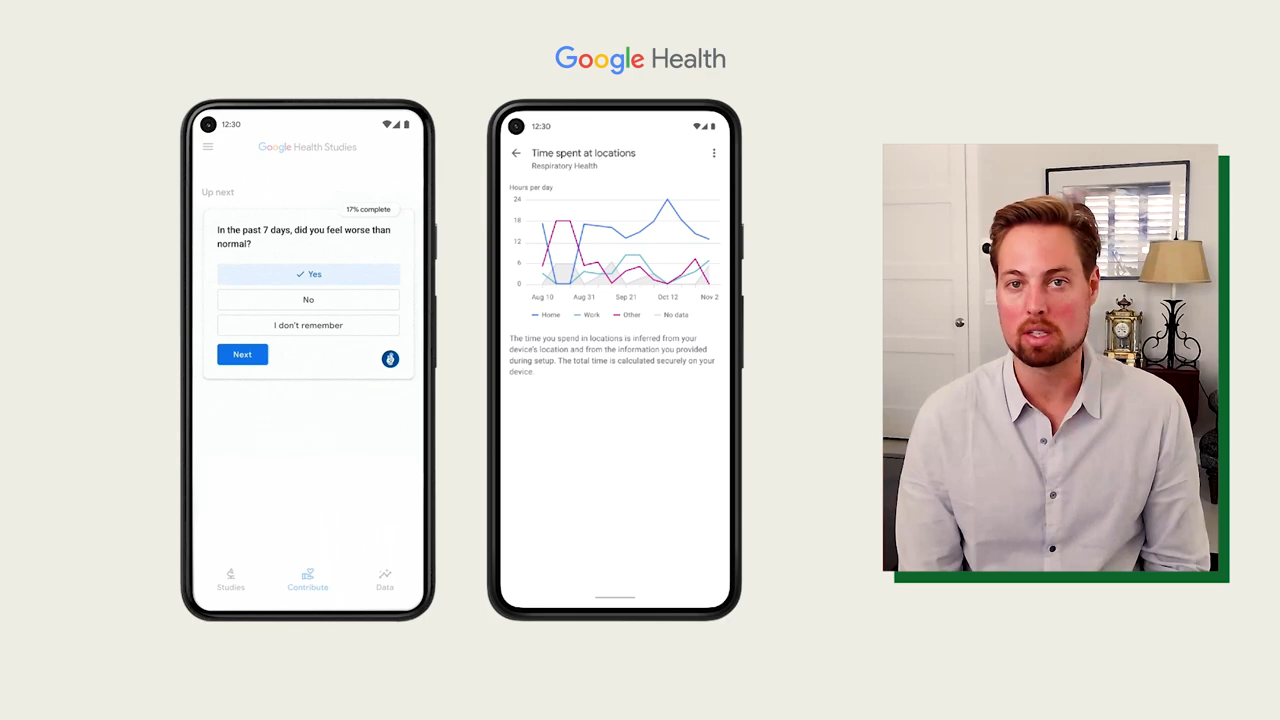 Google Health
12:30
Google Health Studies
Up next
17% complete
In the past 7 days, did you feel worse than
normal?
Yes
No
I don't remember
Next
Studies
Contribute
Data
12:30
Time spent at locations
Respiratory Health
Hours per day
24
18
12
6
0
Aug 10 Aug 31 Sep 21 Oct 12 Nov 2
Home Work Other No data
The time you spend in locations is inferred from your
device's location and from the information you provided
during setup. The total time is calculated securely on your
device.